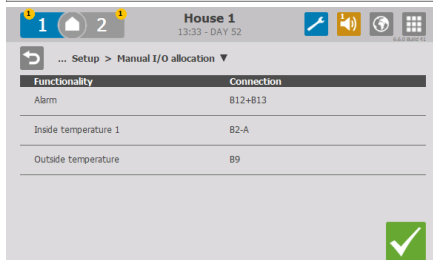 1 1 2 1 House 1 1
13:33 - DAY 52
... Setup > Manual I/O allocation ▼
Functionality Connection
Alarm B12+B13
Inside temperature 1 B2-A
Outside temperature B9